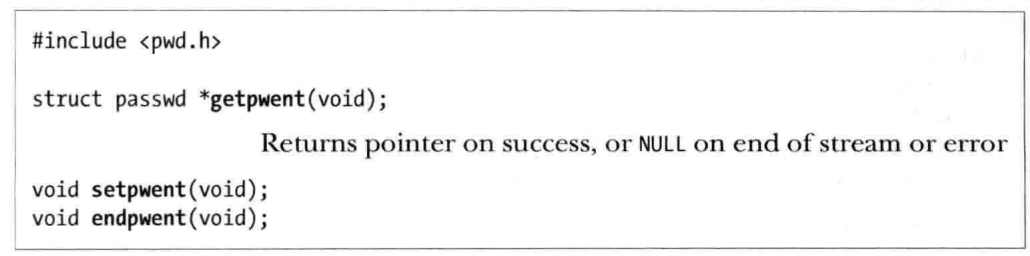 #include <pwd.h>
struct passwd *getpwent(void);
Returns pointer on success, or NULL on end of stream or error
void setpwent(void);
void endpwent(void);